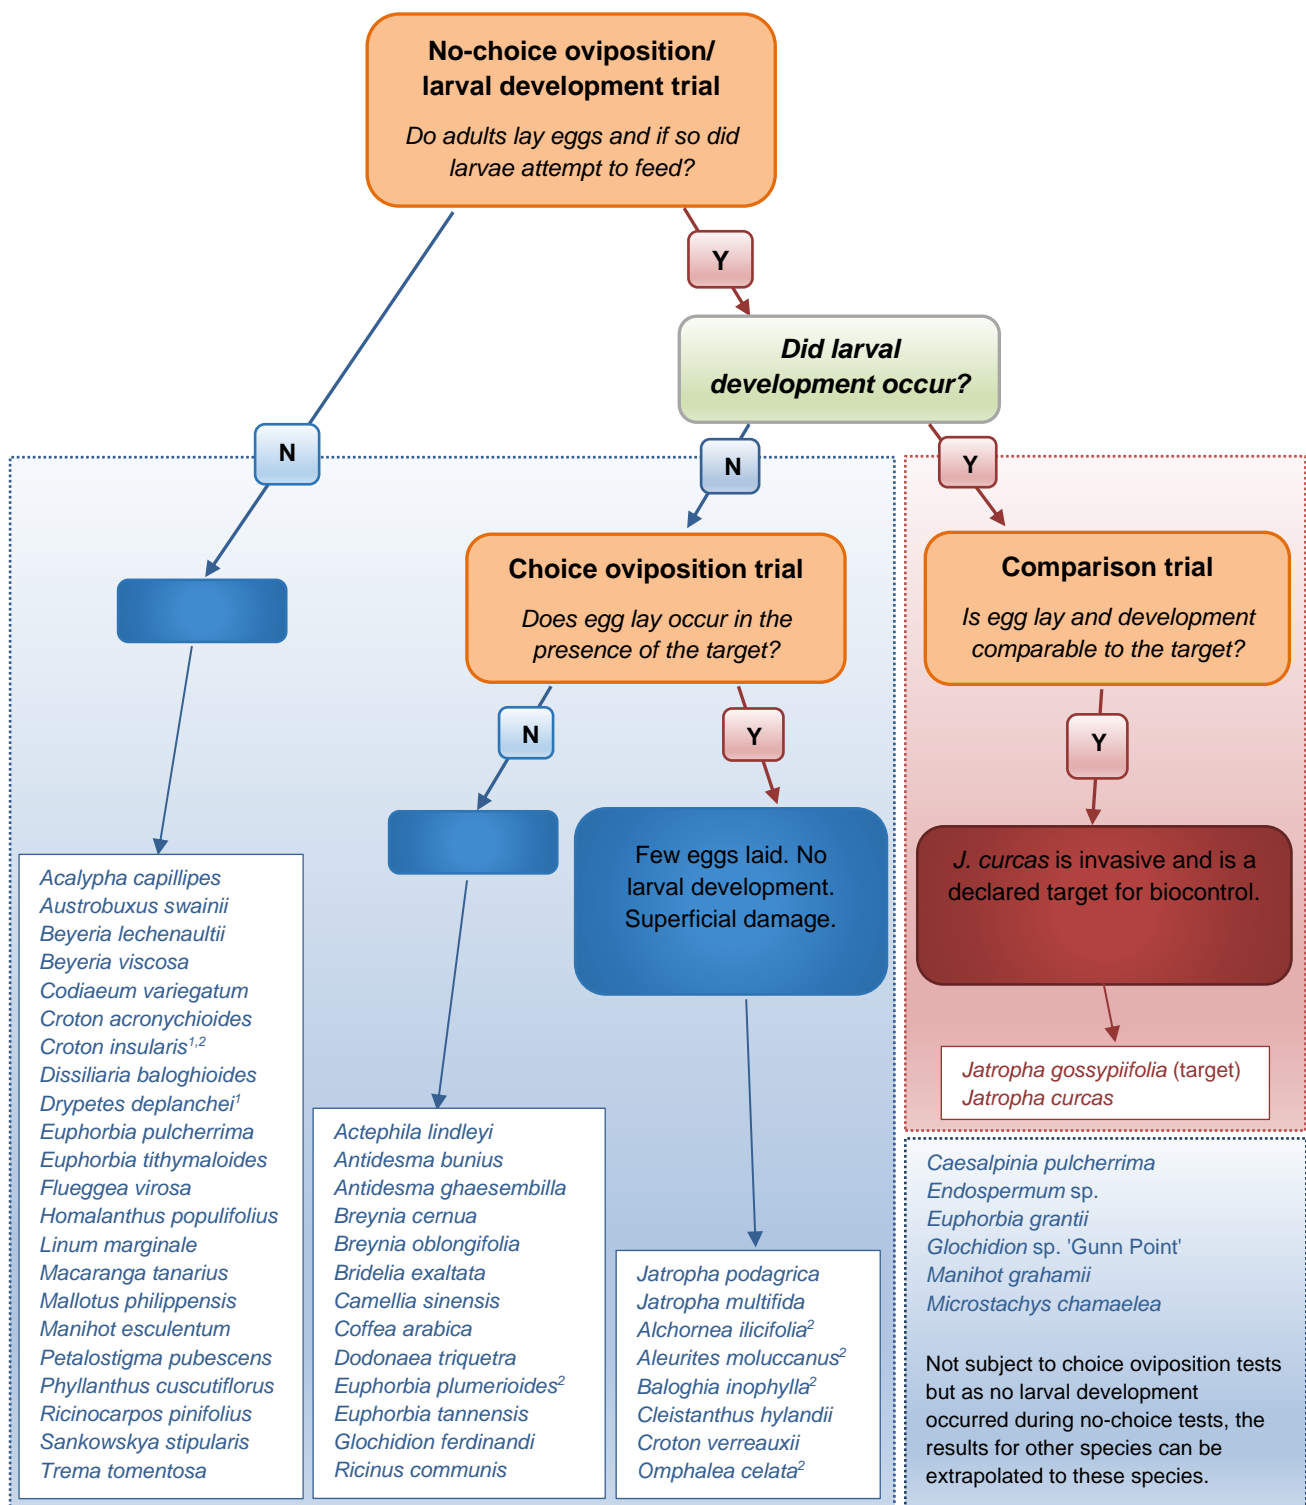 No-choice oviposition/
larval development trial
Do adults lay eggs and if so did
larvae attempt to feed?
Y
Did larval
development occur?
N
N
Y
Choice oviposition trial
Does egg lay occur in the
presence of the target?
Comparison trial
Is egg lay and development
comparable to the target?
N
Y
Y
Few eggs laid. No
larval development.
Superficial damage.
J. curcas is invasive and is a
declared target for biocontrol.
Acalypha capillipes
Austrobuxus swainii
Beyeria lechenaultii
Beyeria viscosa
Codiaeum variegatum
Croton acronychioides
Croton insularis1,2
Dissiliaria baloghioides
Drypetes deplanchei1
Euphorbia pulcherrima
Euphorbia tithymaloides
Flueggea virosa
Homalanthus populifolius
Linum marginale
Macaranga tanarius
Mallotus philippensis
Manihot esculentum
Petalostigma pubescens
Phyllanthus cuscutiflorus
Ricinocarpos pinifolius
Sankowskya stipularis
Trema tomentosa
Actephila lindleyi
Antidesma bunius
Antidesma ghaesembilla
Breynia cernua
Breynia oblongifolia
Bridelia exaltata
Camellia sinensis
Coffea arabica
Dodonaea triquetra
Euphorbia plumerioides2
Euphorbia tannensis
Glochidion ferdinandi
Ricinus communis
Jatropha podagrica
Jatropha multifida
Alchornea ilicifolia2
Aleurites moluccanus2
Baloghia inophylla2
Cleistanthus hylandii
Croton verreauxii
Omphalea celata2
Jatropha gossypiifolia (target)
Jatropha curcas
Caesalpinia pulcherrima
Endospermum sp.
Euphorbia grantii
Glochidion sp. 'Gunn Point'
Manihot grahamii
Microstachys chamaelea
Not subject to choice oviposition tests
but as no larval development
occurred during no-choice tests, the
results for other species can be
extrapolated to these species.